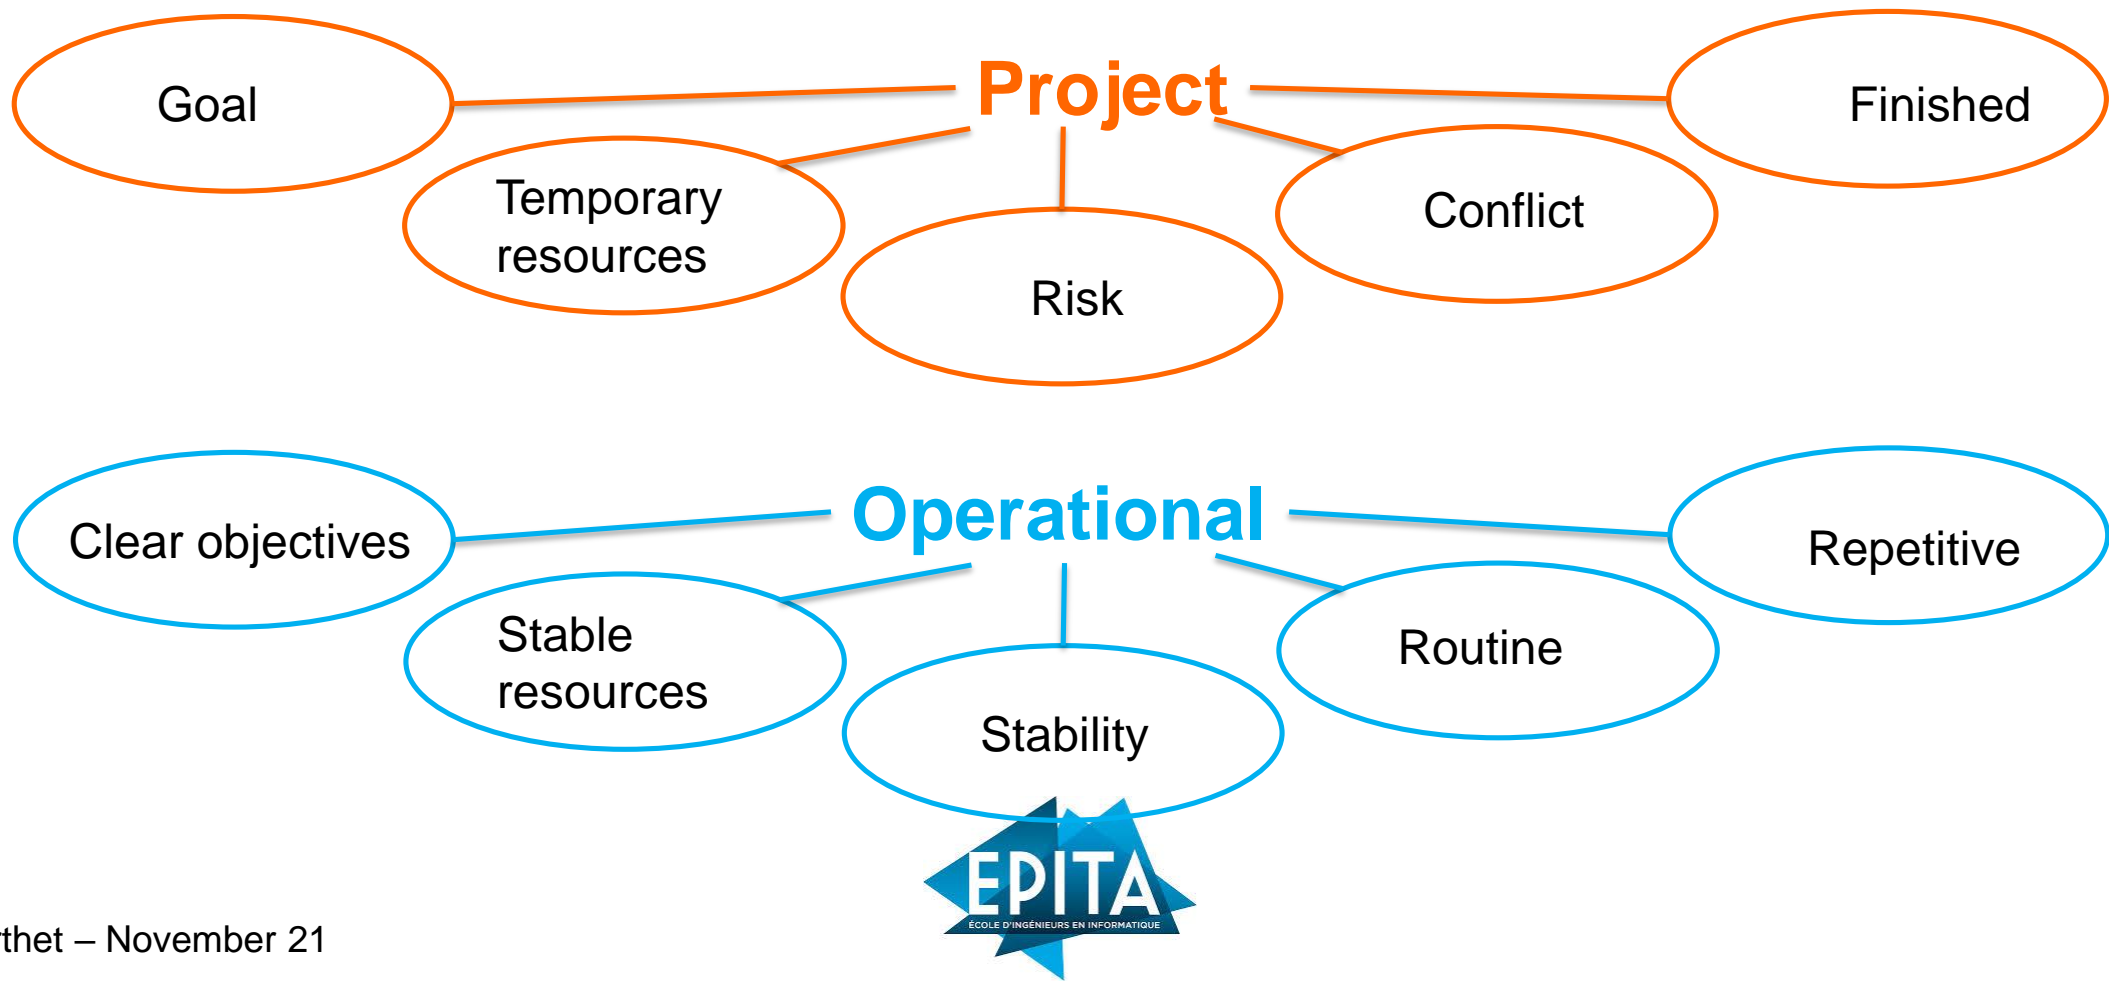 Project
Goal
Finished
Temporary
resources
Conflict
Risk
Operational
Clear objectives
Repetitive
Stable
resources
Routine
Stability
EPITA
ÉCOLE D'INGÉNIEURS EN INFORMATIQUE
– November 21